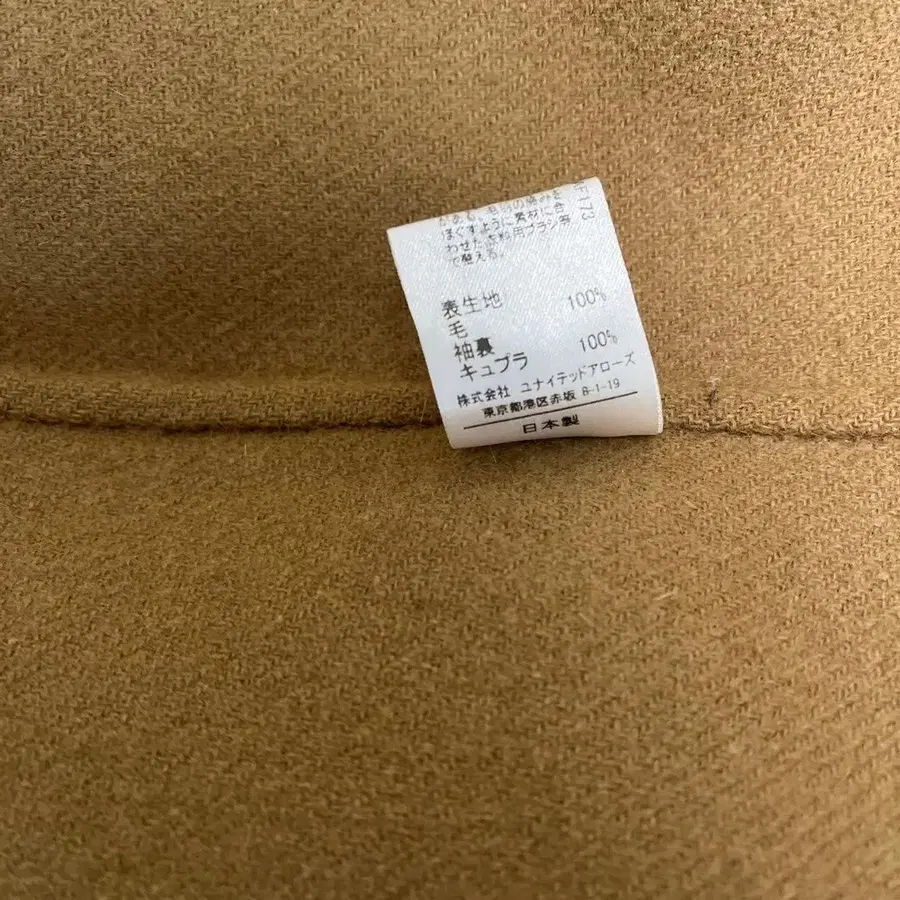 ほぐすように素材に合
わせた衣料用ブラシ等
で整える。
F173
表生地
毛 100%
袖裏
キュプラ 100%
株式会社 ユナイテッドアローズ
東京都港区赤坂 8-1-19
日本製